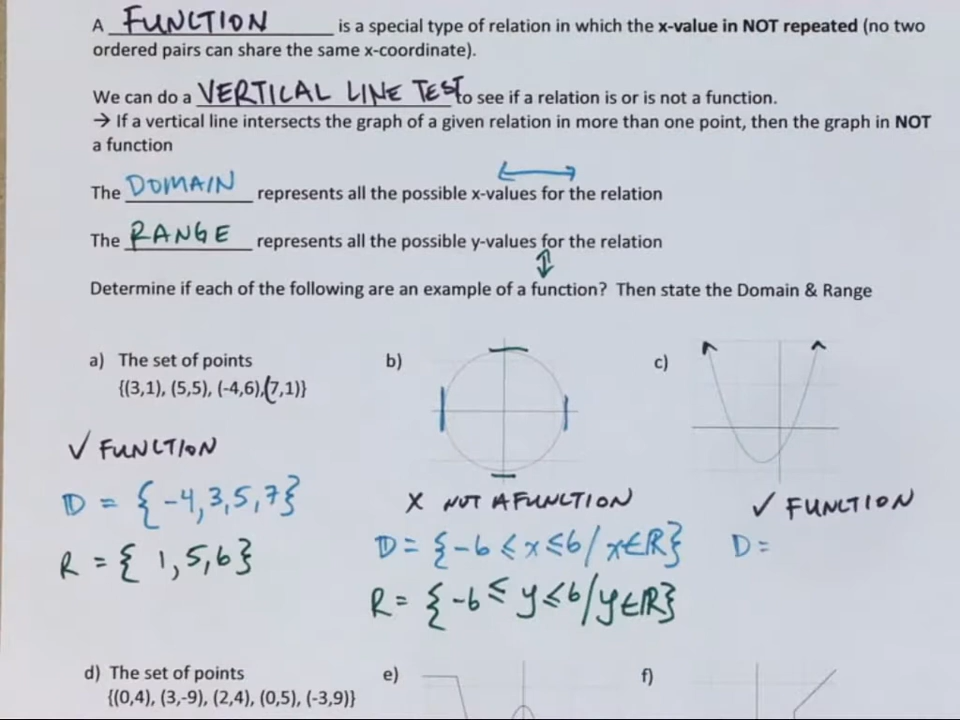 A FUNCTION is a special type of relation in which the x-value in NOT repeated (no two
ordered pairs can share the same x-coordinate).
We can do a VERTICAL LINE TEST to see if a relation is or is not a function.
→ If a vertical line intersects the graph of a given relation in more than one point, then the graph in NOT
a function
The DOMAIN represents all the possible x-values for the relation
The RANGE represents all the possible y-values for the relation
Determine if each of the following are an example of a function? Then state the Domain & Range
a) The set of points
{(3,1), (5,5), (-4,6),(7,1)}
✓ FUNCTION
D = {-4,3,5,7}
R = { 1,5,6}
b)
X NOT A FUNCTION
D = {-6 ≤ x ≤ 6/ x∈R}
R = {-6 ≤ y ≤ 6/y∈R}
c)
✓ FUNCTION
D =
d) The set of points
{(0,4), (3,-9), (2,4), (0,5), (-3,9)}
e)
f)